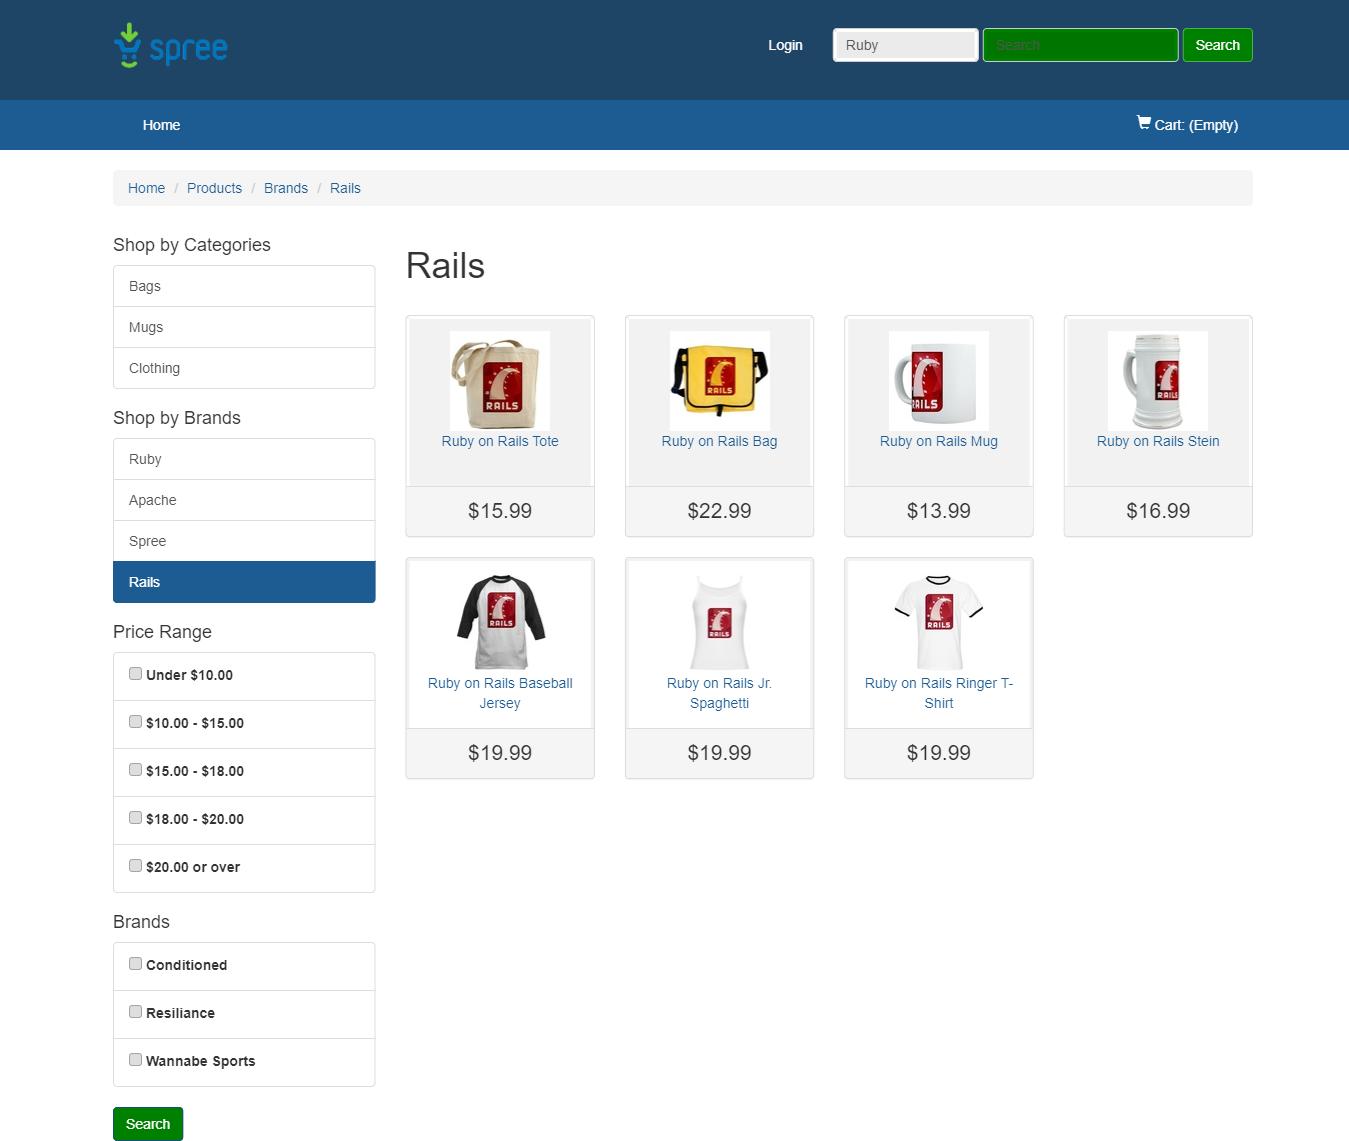 spree
Login
Ruby
Search
Search
Home
Cart: (Empty)
Home / Products / Brands / Rails
Shop by Categories
Bags
Mugs
Clothing
Shop by Brands
Ruby
Apache
Spree
Rails
Price Range
Under $10.00
$10.00 - $15.00
$15.00 - $18.00
$18.00 - $20.00
$20.00 or over
Brands
Conditioned
Resiliance
Wannabe Sports
Search
Rails
RAILS
Ruby on Rails Tote
$15.99
RAILS
Ruby on Rails Bag
$22.99
RAILS
Ruby on Rails Mug
$13.99
RAILS
Ruby on Rails Stein
$16.99
RAILS
Ruby on Rails Baseball
Jersey
$19.99
RAILS
Ruby on Rails Jr.
Spaghetti
$19.99
RAILS
Ruby on Rails Ringer T-
Shirt
$19.99